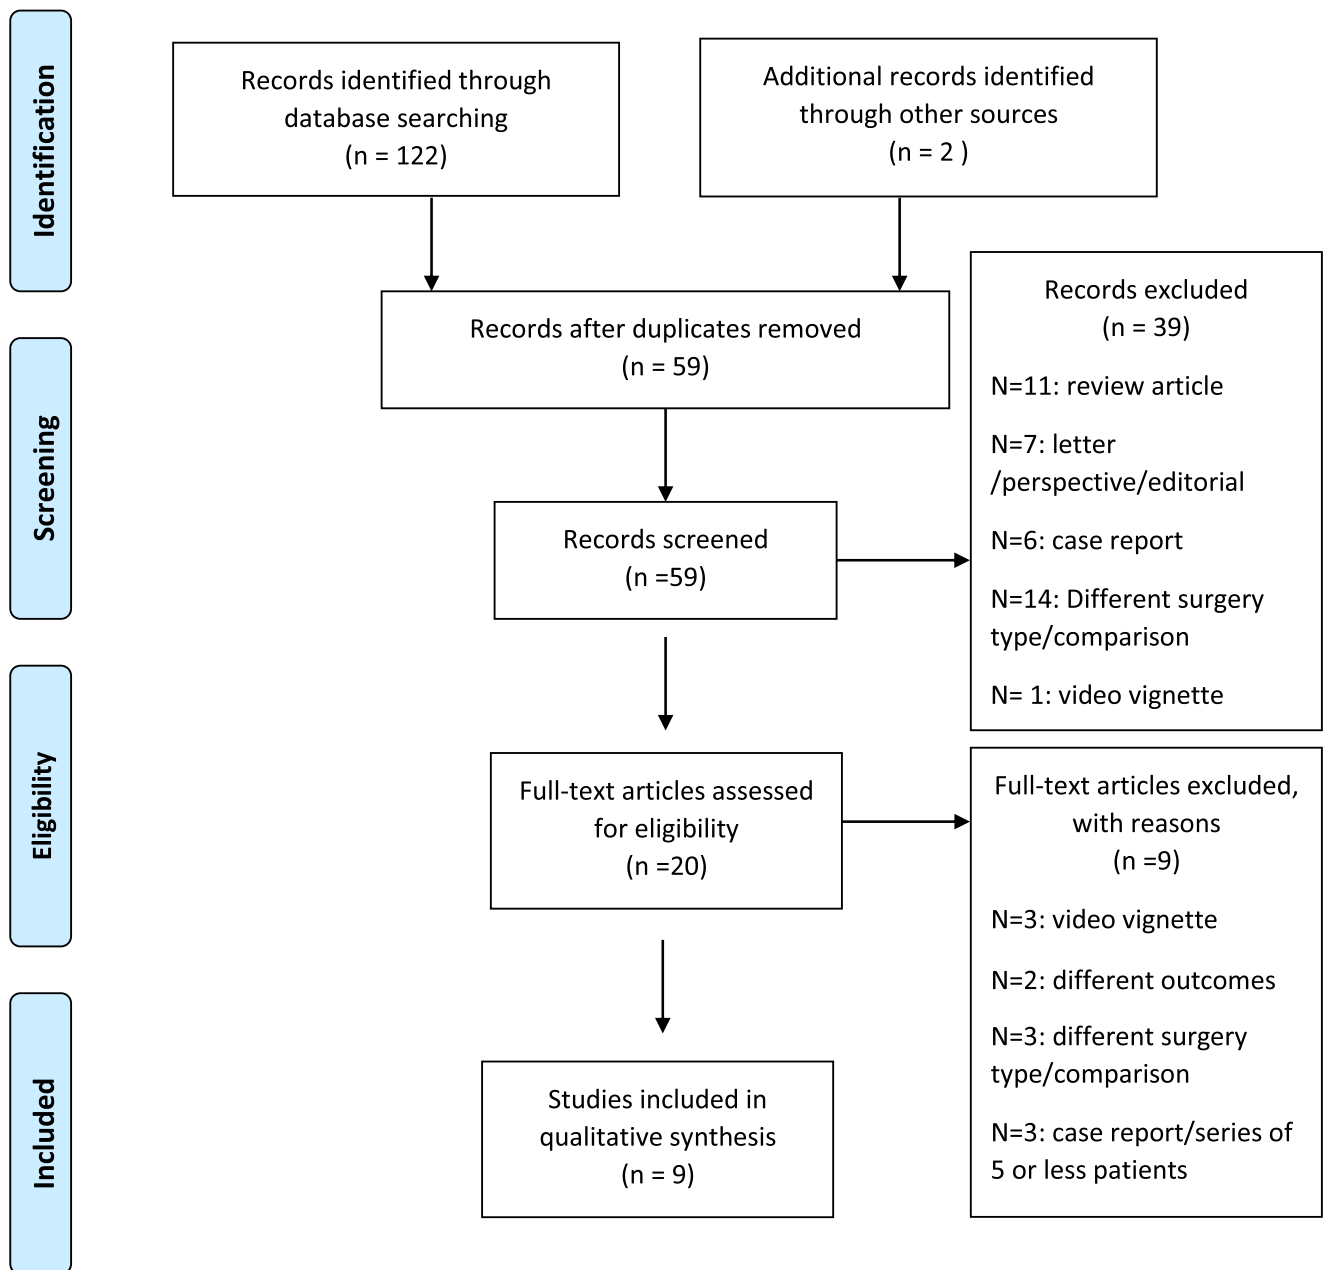 Identification
Records identified through
database searching
(n = 122)
Additional records identified
through other sources
(n = 2 )
Records after duplicates removed
(n = 59)
Screening
Records screened
(n =59)
Records excluded
(n = 39)
N=11: review article
N=7: letter
/perspective/editorial
N=6: case report
N=14: Different surgery
type/comparison
N= 1: video vignette
Eligibility
Full-text articles assessed
for eligibility
(n =20)
Full-text articles excluded,
with reasons
(n =9)
N=3: video vignette
N=2: different outcomes
N=3: different surgery
type/comparison
N=3: case report/series of
5 or less patients
Included
Studies included in
qualitative synthesis
(n = 9)